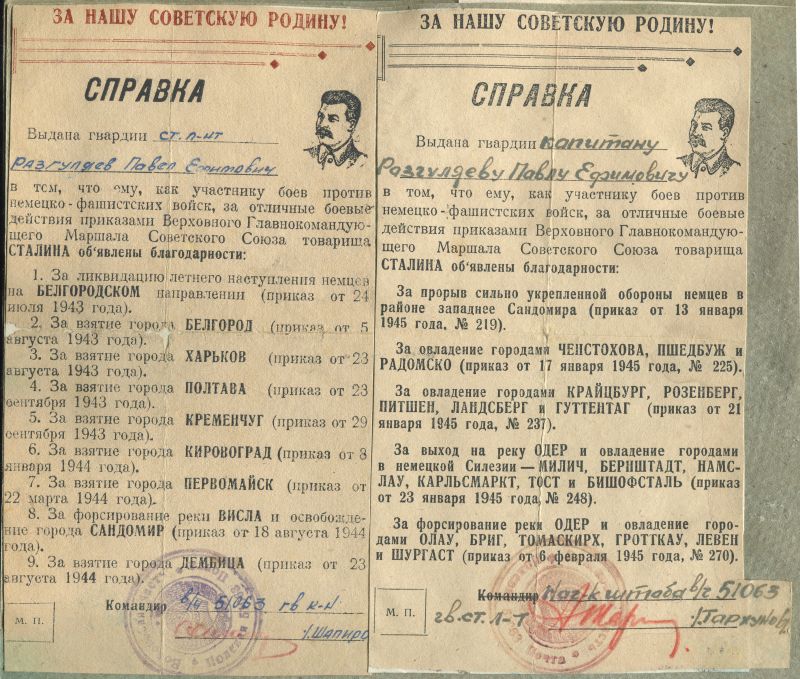 ЗА НАШУ СОВЕТСКУЮ РОДИНУ!
СПРАВКА
Выдана гвардии ст. л-нт
Разгуляев Павел Ефимович
в том, что ему, как участнику боев против
немецко-фашистских войск, за отличные боевые
действия приказами Верховного Главнокомандую-
щего Маршала Советского Союза товарища
СТАЛИНА об'явлены благодарности:
1. За ликвидацию летнего наступления немцев
на БЕЛГОРОДСКОМ направлении (приказ от 24
июля 1943 года).
2. За взятие города БЕЛГОРОД (приказ от 5
августа 1943 года).
3. За взятие города ХАРЬКОВ (приказ от 23
августа 1943 года).
4. За взятие города ПОЛТАВА (приказ от 23
сентября 1943 года).
5. За взятие города КРЕМЕНЧУГ (приказ от 29
сентября 1943 года).
6. За взятие города КИРОВОГРАД (приказ от 8
января 1944 года).
7. За взятие города ПЕРВОМАЙСК (приказ от
22 марта 1944 года).
8. За форсирование реки ВИСЛА и освобожде-
ние города САНДОМИР (приказ от 18 августа 1944
года).
9. За взятие города ДЕМБИЦА (приказ от 23
августа 1944 года).
Командир в/ч 51063 гв к-н
М. П.
/Шапиро
ЗА НАШУ СОВЕТСКУЮ РОДИНУ!
СПРАВКА
Выдана гвардии капитану
Разгуляеву Павлу Ефимовичу
в том, что ему, как участнику боев против
немецко-фашистских войск, за отличные боевые
действия приказами Верховного Главнокомандую-
щего Маршала Советского Союза товарища
СТАЛИНА об'явлены благодарности:
За прорыв сильно укрепленной обороны немцев в
районе западнее Сандомира (приказ от 13 января
1945 года, № 219).
За овладение городами ЧЕНСТОХОВА, ПШЕДБУЖ и
РАДОМСКО (приказ от 17 января 1945 года, № 225).
За овладение городами КРАЙЦБУРГ, РОЗЕНБЕРГ,
ПИТШЕН, ЛАНДСБЕРГ и ГУТТЕНТАГ (приказ от 21
января 1945 года, № 237).
За выход на реку ОДЕР и овладение городами
в немецкой Силезии — МИЛИЧ, БЕРНШТАДТ, НАМС-
ЛАУ, КАРЛЬСМАРКТ, ТОСТ и БИШОФСТАЛЬ (приказ
от 23 января 1945 года, № 248).
За форсирование реки ОДЕР и овладение горо-
дами ОЛАУ, БРИГ, ТОМАСКИРХ, ГРОТТКАУ, ЛЕВЕН
и ШУРГАСТ (приказ от 6 февраля 1945 года, № 270).
Командир Нач-к штаба в/ч 51063
М. П.
гв. ст. л-т /Тархунов/